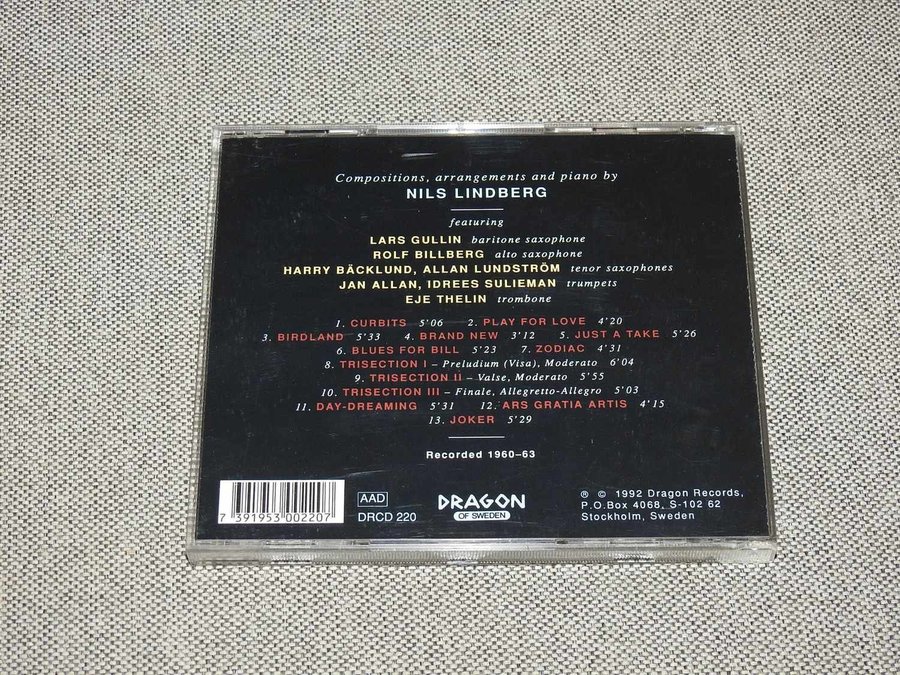 Compositions, arrangements and piano by
NILS LINDBERG
featuring
LARS GULLIN baritone saxophone
ROLF BILLBERG alto saxophone
HARRY BÄCKLUND, ALLAN LUNDSTRÖM tenor saxophones
JAN ALLAN, IDREES SULIEMAN trumpets
EJE THELIN trombone
1. CURBITS 5'06 2. PLAY FOR LOVE 4'20
3. BIRDLAND 5'33 4. BRAND NEW 3'12 5. JUST A TAKE 5'26
6. BLUES FOR BILL 5'23 7. ZODIAC 4'31
8. TRISECTION I – Preludium (Visa), Moderato 6'04
9. TRISECTION II – Valse, Moderato 5'55
10. TRISECTION III – Finale, Allegretto-Allegro 5'03
11. DAY-DREAMING 5'31 12. ARS GRATIA ARTIS 4'15
13. JOKER 5'29
Recorded 1960–63
7 391953 002207
AAD
DRCD 220
DRAGON
OF SWEDEN
℗ © 1992 Dragon Records,
P.O.Box 4068, S-102 62
Stockholm, Sweden